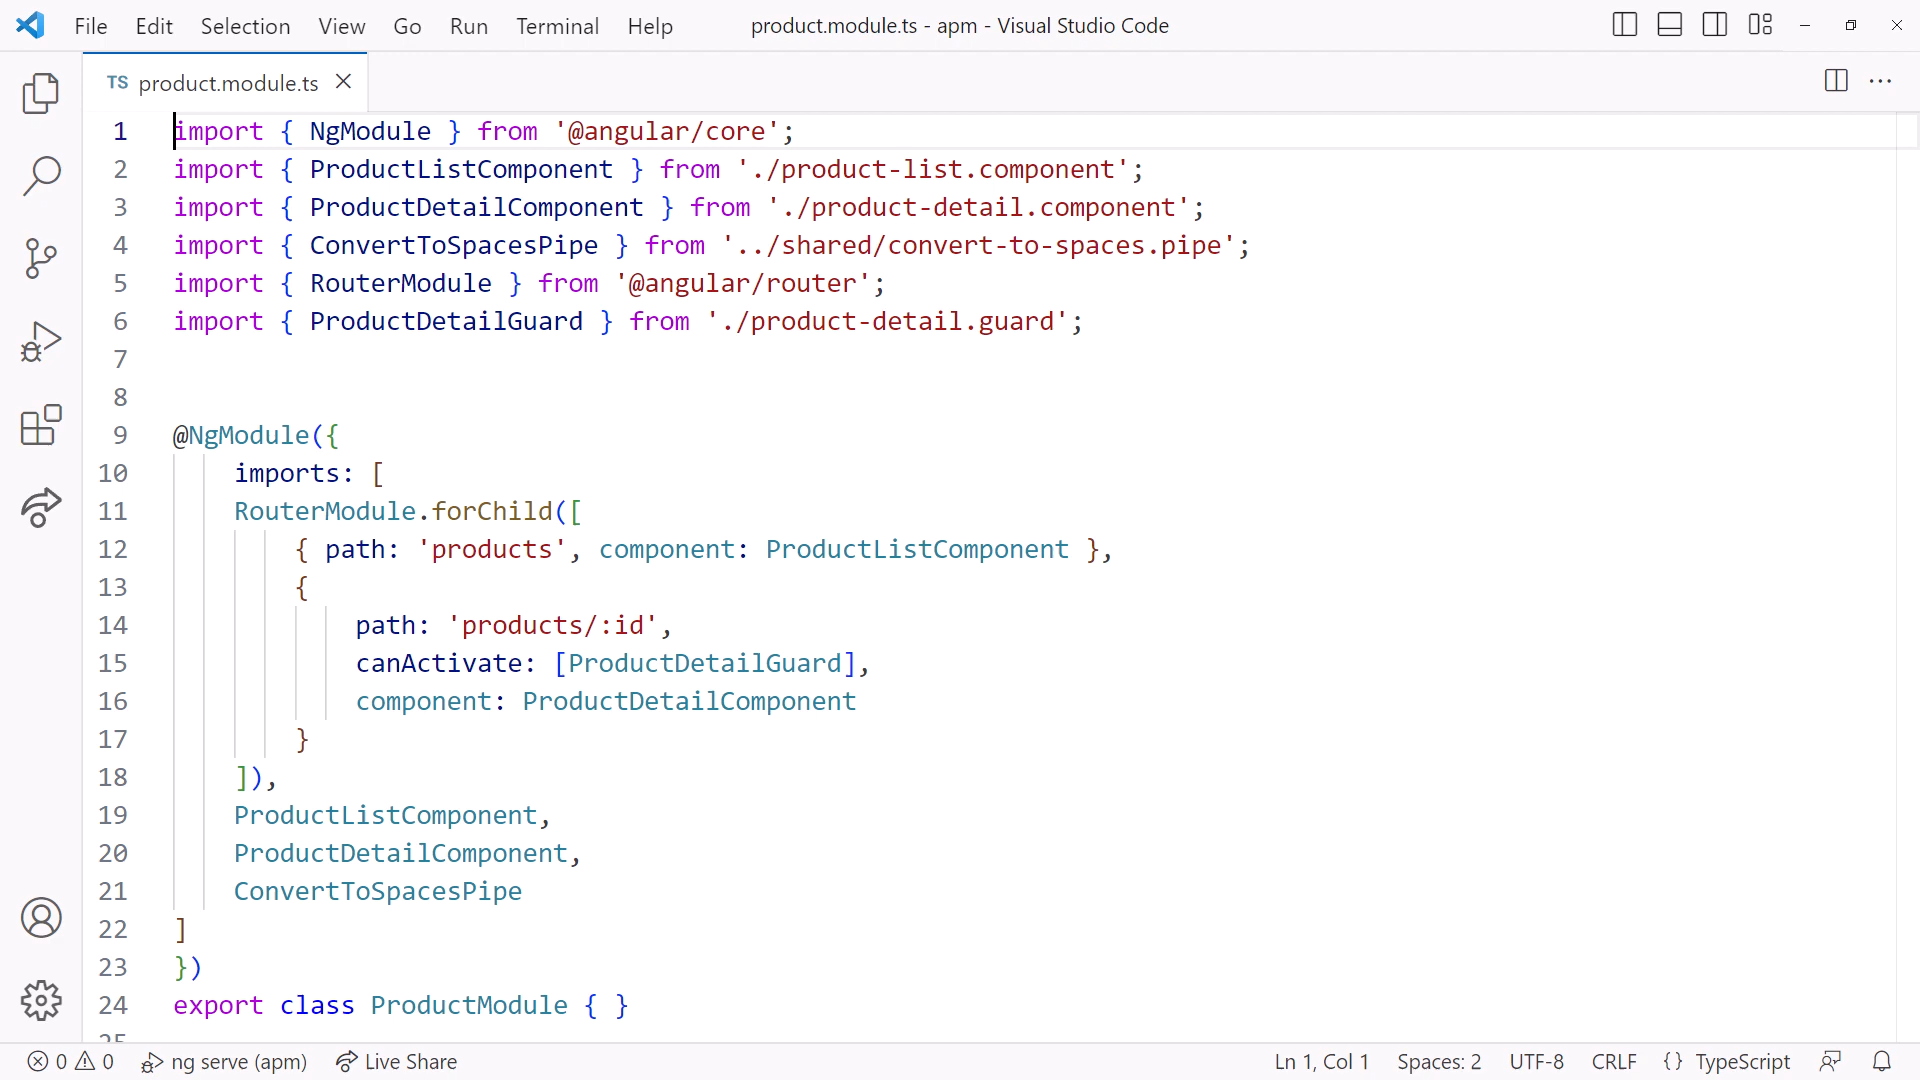 File Edit Selection View Go Run Terminal Help product.module.ts - apm - Visual Studio Code
TS product.module.ts
1 import { NgModule } from '@angular/core';
2 import { ProductListComponent } from './product-list.component';
3 import { ProductDetailComponent } from './product-detail.component';
4 import { ConvertToSpacesPipe } from '../shared/convert-to-spaces.pipe';
5 import { RouterModule } from '@angular/router';
6 import { ProductDetailGuard } from './product-detail.guard';
7
8
9 @NgModule({
10 imports: [
11 RouterModule.forChild([
12 { path: 'products', component: ProductListComponent },
13 {
14 path: 'products/:id',
15 canActivate: [ProductDetailGuard],
16 component: ProductDetailComponent
17 }
18 ]),
19 ProductListComponent,
20 ProductDetailComponent,
21 ConvertToSpacesPipe
22 ]
23 })
24 export class ProductModule { }
25
0 0 ng serve (apm) Live Share Ln 1, Col 1 Spaces: 2 UTF-8 CRLF {} TypeScript